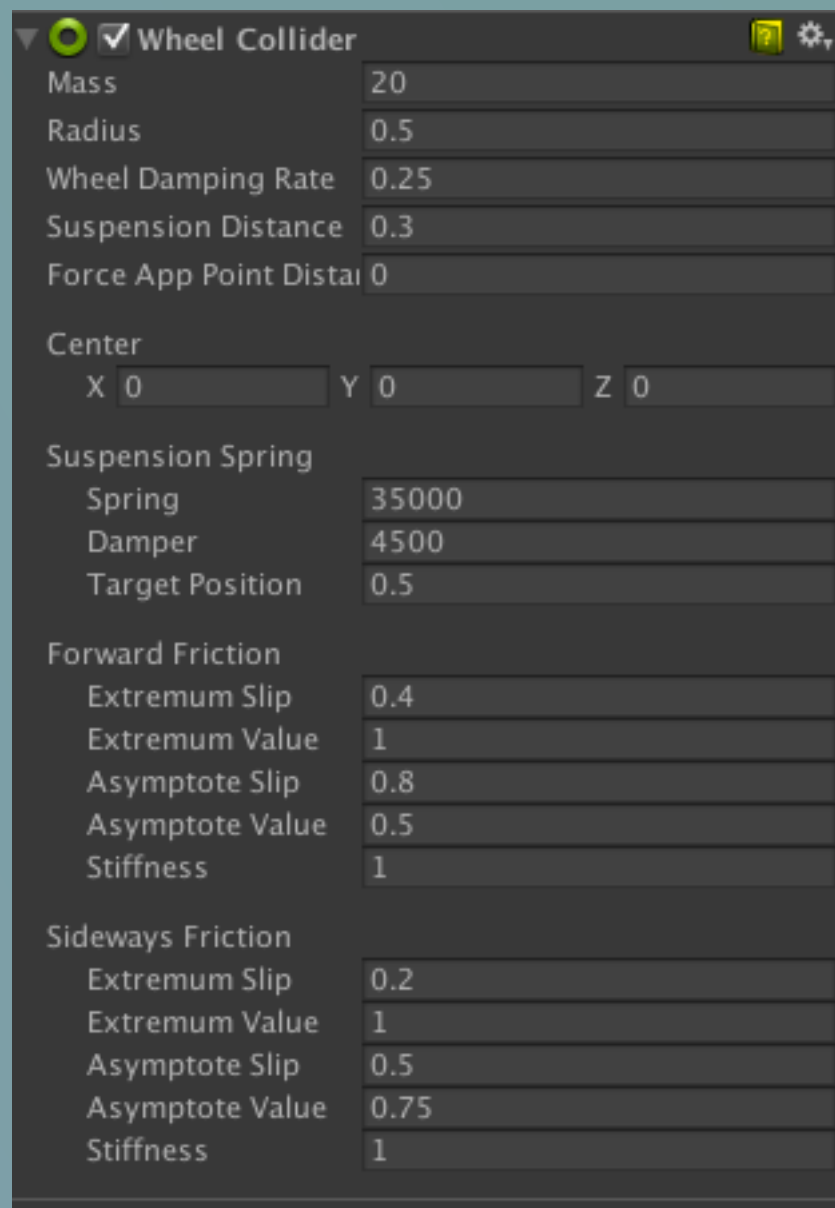 Wheel Collider
Mass 20
Radius 0.5
Wheel Damping Rate 0.25
Suspension Distance 0.3
Force App Point Distai 0
Center
X 0 Y 0 Z 0
Suspension Spring
Spring 35000
Damper 4500
Target Position 0.5
Forward Friction
Extremum Slip 0.4
Extremum Value 1
Asymptote Slip 0.8
Asymptote Value 0.5
Stiffness 1
Sideways Friction
Extremum Slip 0.2
Extremum Value 1
Asymptote Slip 0.5
Asymptote Value 0.75
Stiffness 1